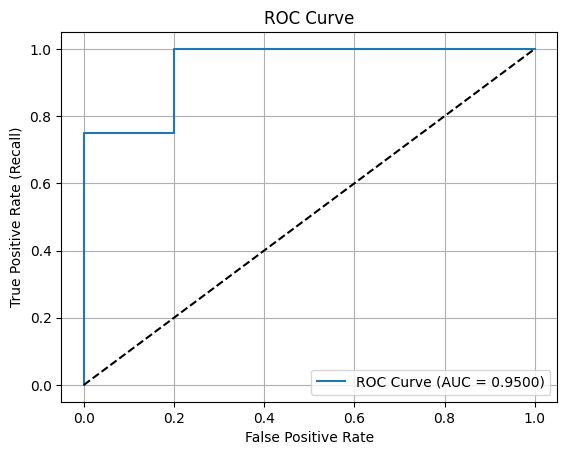 ROC Curve
True Positive Rate (Recall)
1.0
0.8
0.6
0.4
0.2
0.0
ROC Curve (AUC = 0.9500)
0.0 0.2 0.4 0.6 0.8 1.0
False Positive Rate